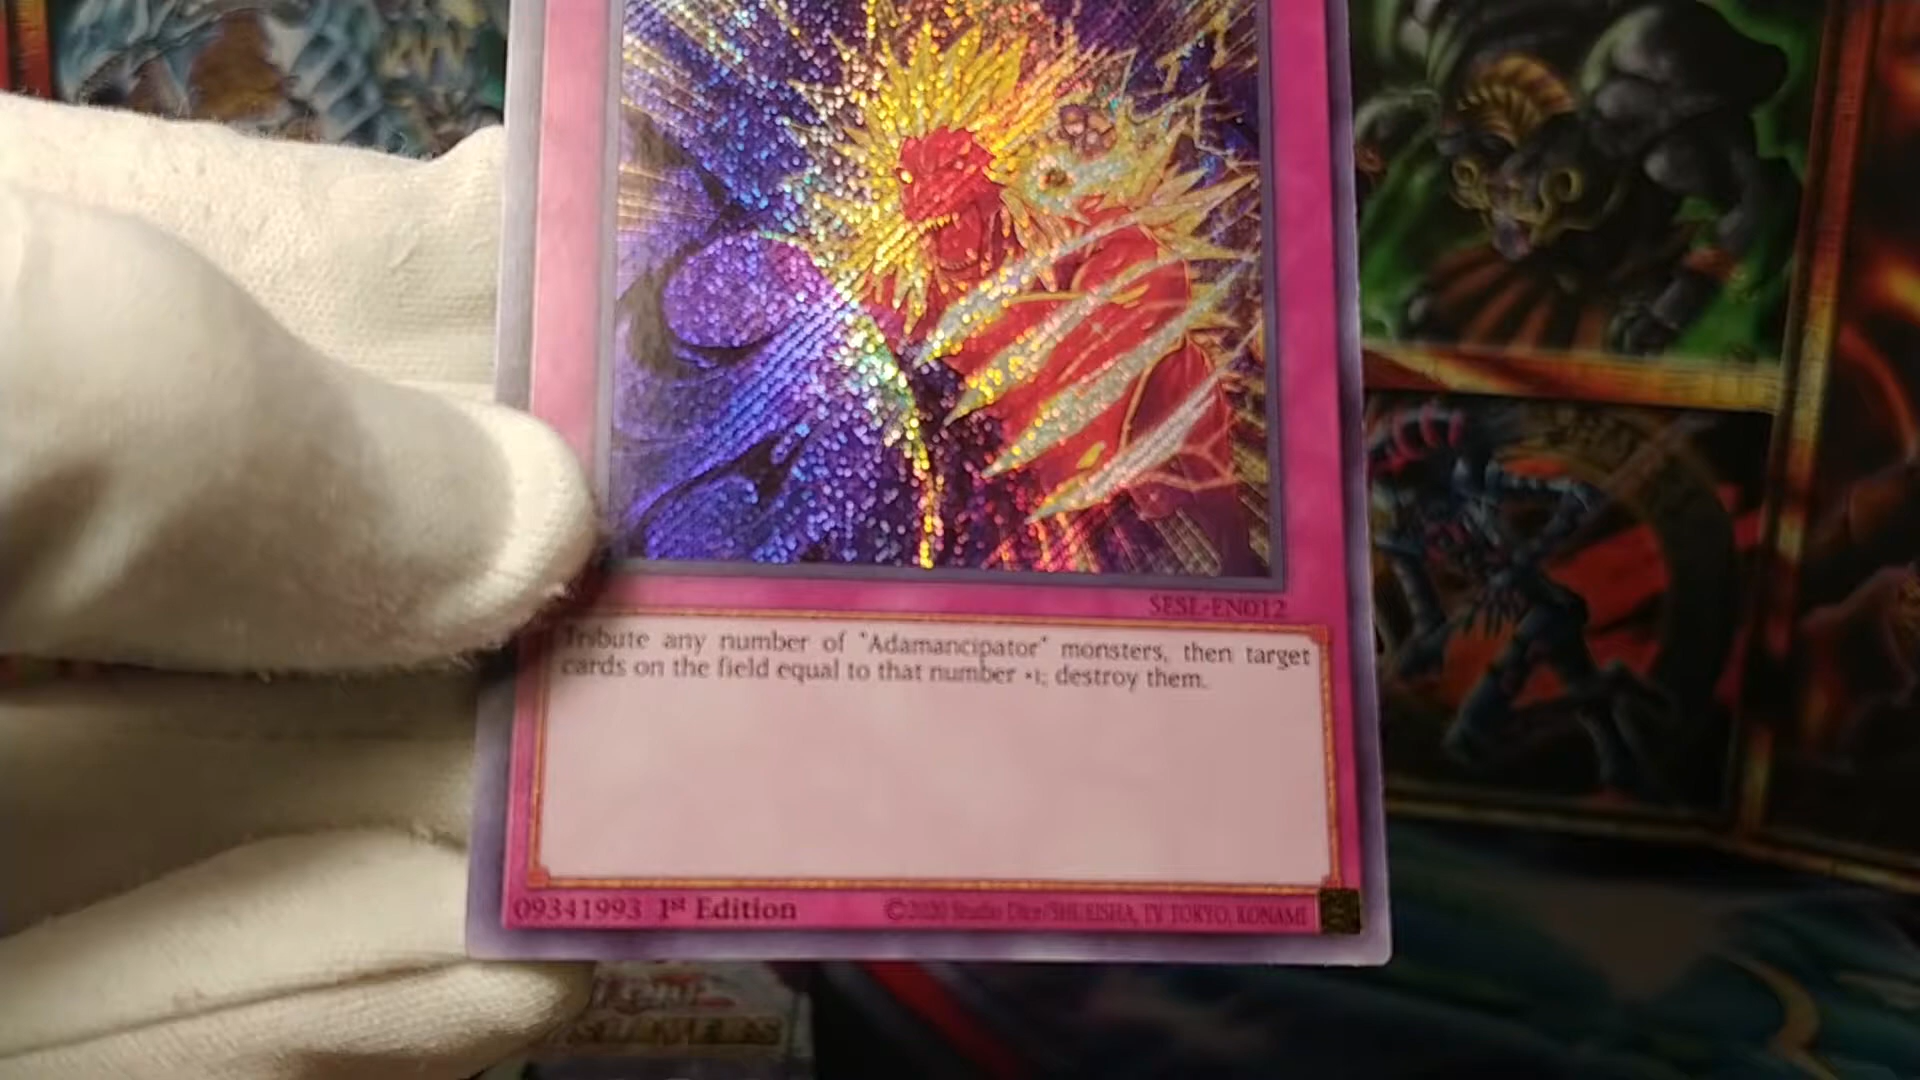 SESL-EN012
Tribute any number of "Adamancipator" monsters, then target
cards on the field equal to that number +1; destroy them.
09341993 1st Edition
©2020 Studio Dice/SHUEISHA, TV TOKYO, KONAMI